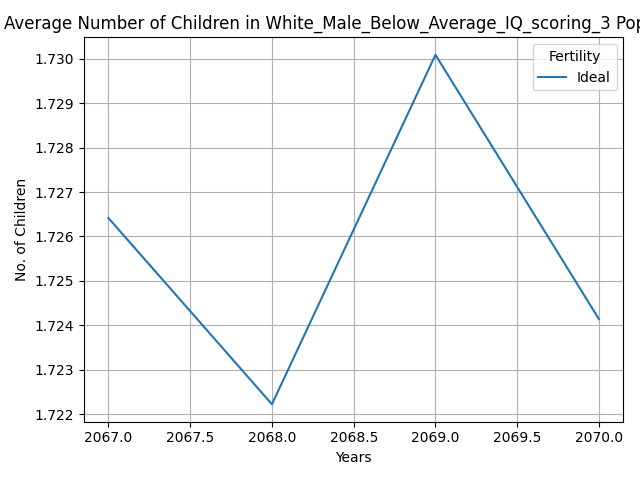 Average Number of Children in White_Male_Below_Average_IQ_scoring_3
Fertility
Ideal
No. of Children
1.730
1.729
1.728
1.727
1.726
1.725
1.724
1.723
1.722
2067.0 2067.5 2068.0 2068.5 2069.0 2069.5 2070.0
Years